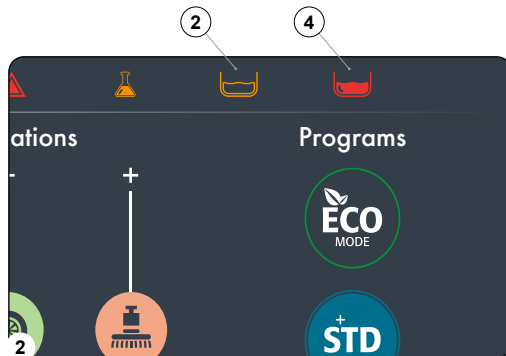 2
4
ations
Programs
-
+
ECO
MODE
+
STD
2